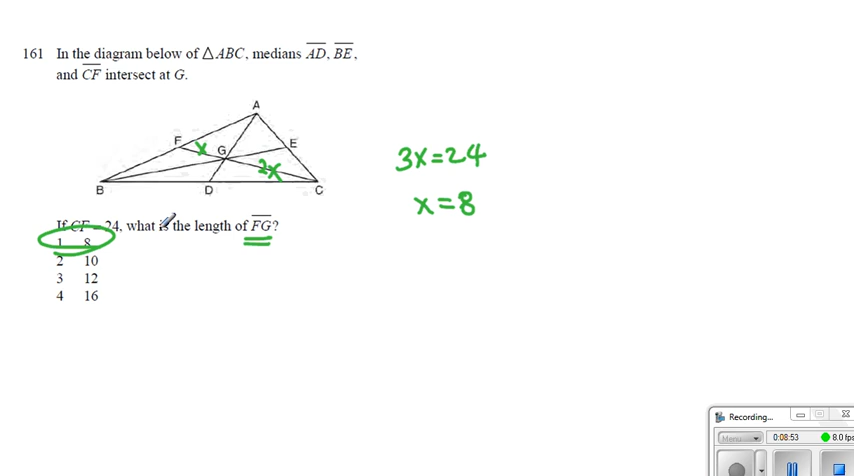 161 In the diagram below of △ABC, medians AD, BE,
and CF intersect at G.
A
F x G E
2x
B D C
3x=24
x=8
If CF = 24, what is the length of FG?
1 8
2 10
3 12
4 16
Recording...
Menu 0:08:53 8.0 fps